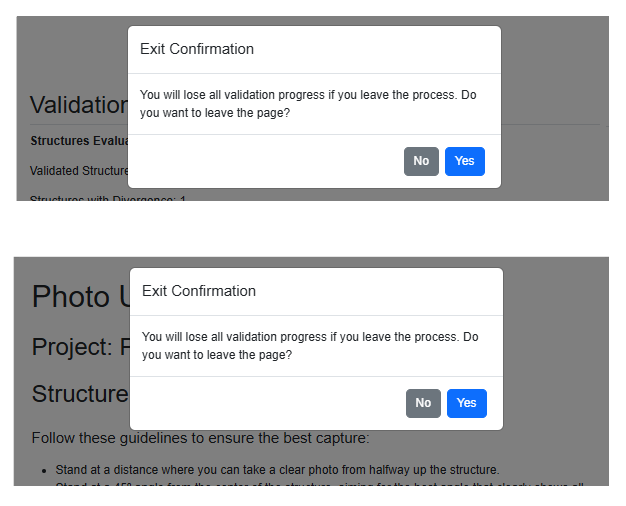 Exit Confirmation
You will lose all validation progress if you leave the process. Do
you want to leave the page?
Validation
Structures Evalua
Validated Structure
No Yes
Structures with Divergence: 1
Exit Confirmation
You will lose all validation progress if you leave the process. Do
you want to leave the page?
No Yes
Photo
Project:
Structure
Follow these guidelines to ensure the best capture:
Stand at a distance where you can take a clear photo from halfway up the structure.
Stand at a 45° angle from the center of the structure, aiming for the best angle that clearly shows all